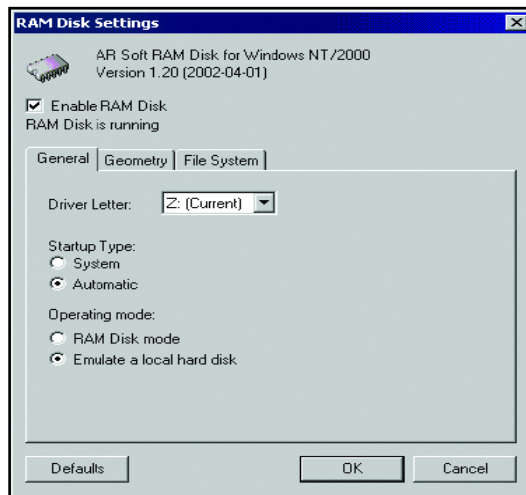 RAM Disk Settings
AR Soft RAM Disk for Windows NT/2000
Version 1.20 (2002-04-01)
Enable RAM Disk
RAM Disk is running
General Geometry File System
Driver Letter: Z: (Current)
Startup Type:
System
Automatic
Operating mode:
RAM Disk mode
Emulate a local hard disk
Defaults OK Cancel